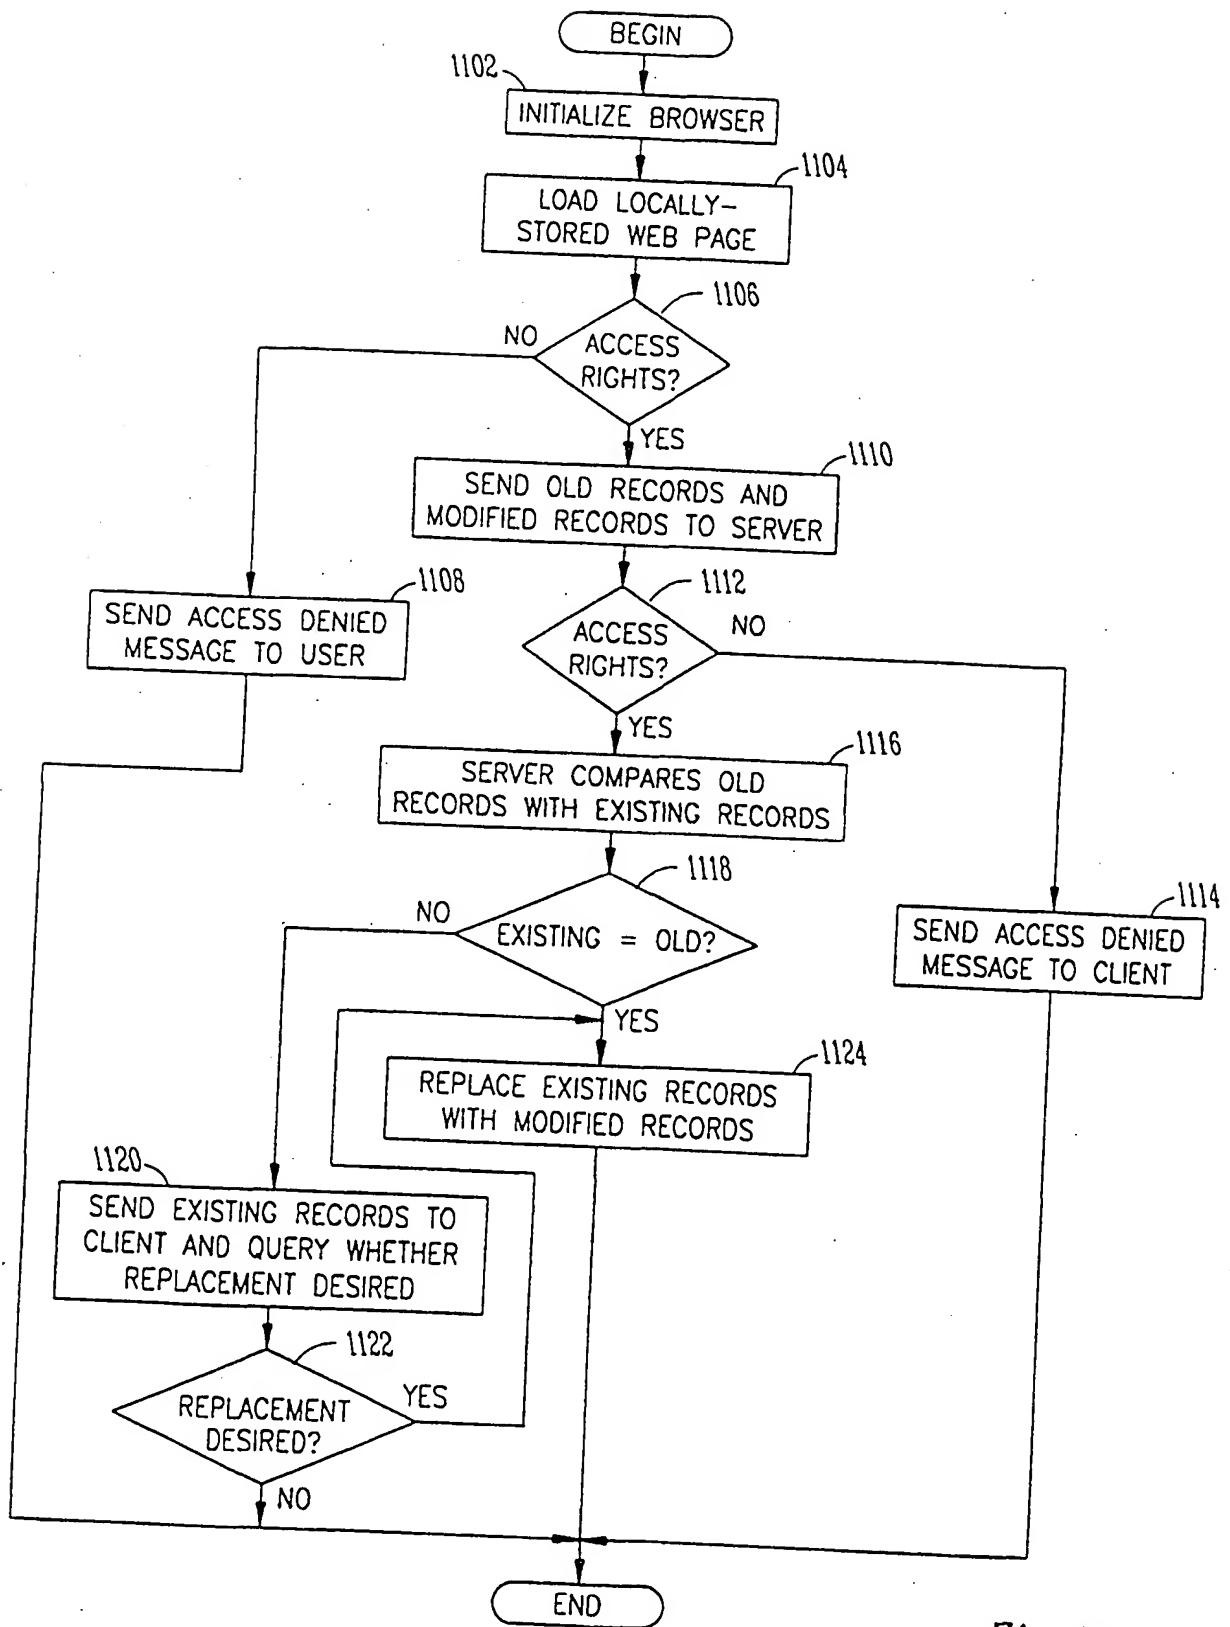 BEGIN
1102
INITIALIZE BROWSER
1104
LOAD LOCALLY-
STORED WEB PAGE
1106
NO
ACCESS
RIGHTS?
YES
1110
SEND OLD RECORDS AND
MODIFIED RECORDS TO SERVER
1108
SEND ACCESS DENIED
MESSAGE TO USER
1112
ACCESS
RIGHTS?
NO
YES
1116
SERVER COMPARES OLD
RECORDS WITH EXISTING RECORDS
1118
NO
EXISTING = OLD?
1114
SEND ACCESS DENIED
MESSAGE TO CLIENT
YES
1124
REPLACE EXISTING RECORDS
WITH MODIFIED RECORDS
1120
SEND EXISTING RECORDS TO
CLIENT AND QUERY WHETHER
REPLACEMENT DESIRED
1122
YES
REPLACEMENT
DESIRED?
NO
END